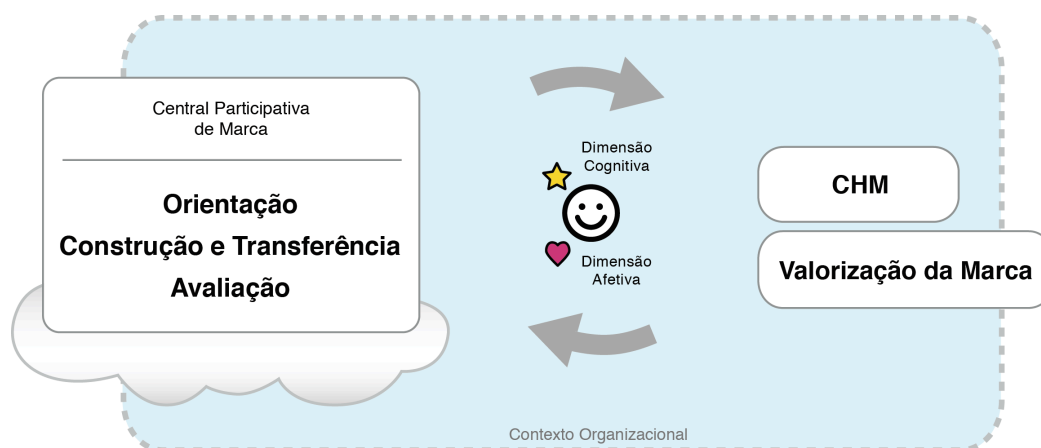 Central Participativa
de Marca
Orientação
Construção e Transferência
Avaliação
Dimensão
Cognitiva
Dimensão
Afetiva
CHM
Valorização da Marca
Contexto Organizacional